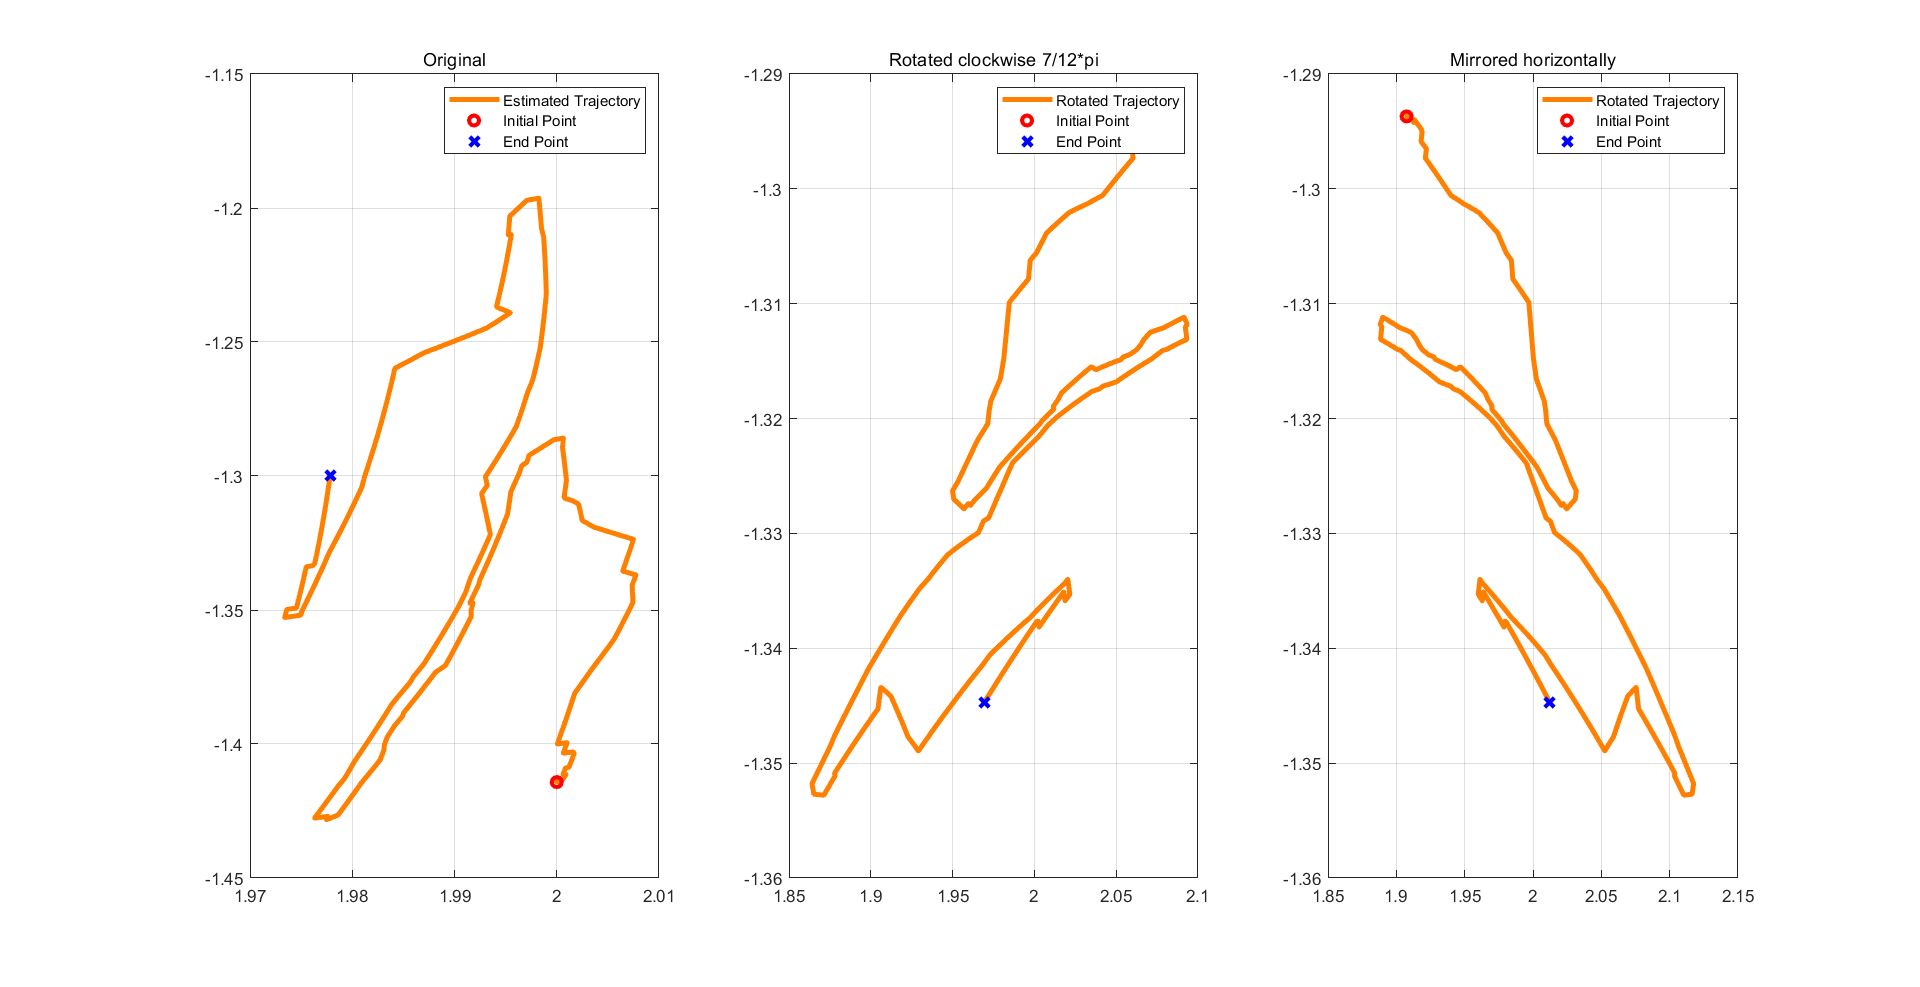 Original
Estimated Trajectory
Initial Point
End Point
-1.15
-1.2
-1.25
-1.3
-1.35
-1.4
-1.45
1.97 1.98 1.99 2 2.01
Rotated clockwise 7/12*pi
Rotated Trajectory
Initial Point
End Point
-1.29
-1.3
-1.31
-1.32
-1.33
-1.34
-1.35
-1.36
1.85 1.9 1.95 2 2.05 2.1
Mirrored horizontally
Rotated Trajectory
Initial Point
End Point
-1.29
-1.3
-1.31
-1.32
-1.33
-1.34
-1.35
-1.36
1.85 1.9 1.95 2 2.05 2.1 2.15